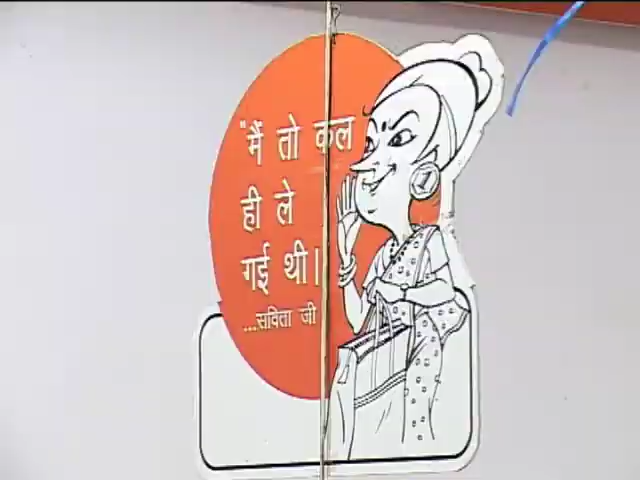 "मैं तो कल
ही ले
गई थी।
...सविता जी